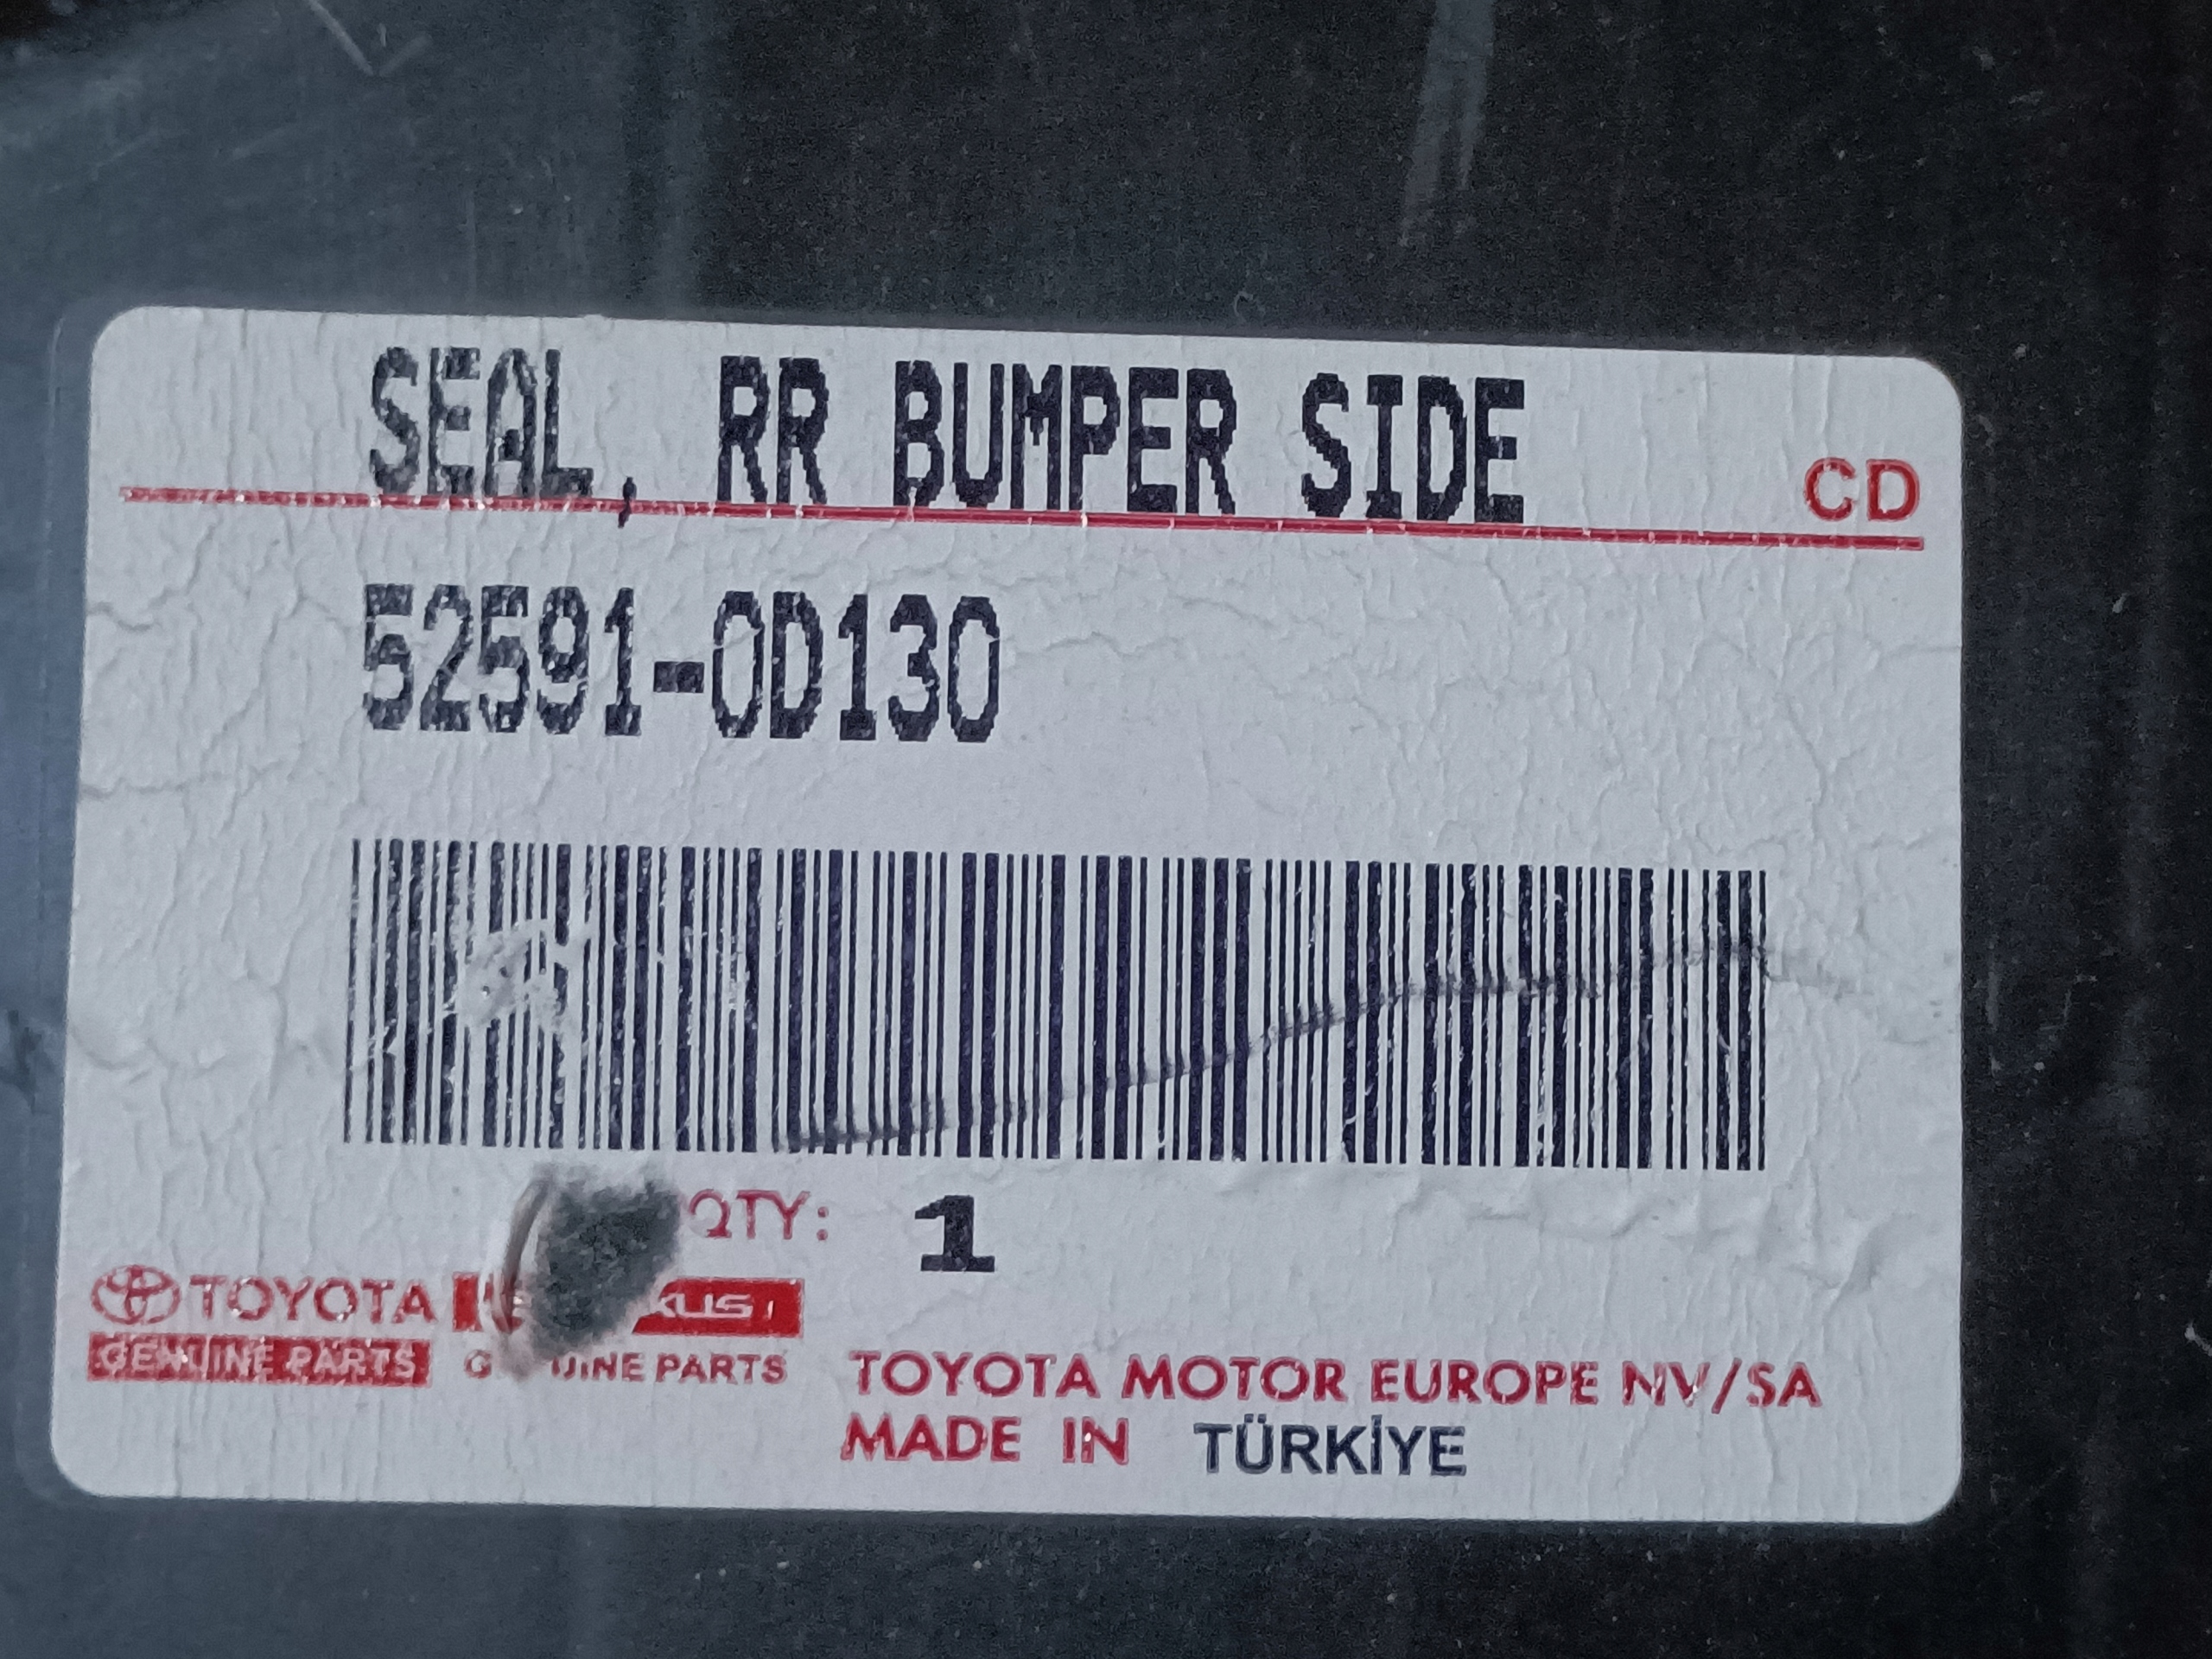 SEAL, RR BUMPER SIDE
CD
52591-0D130
QTY: 1
TOYOTA
GENUINE PARTS
PARTS
TOYOTA MOTOR EUROPE NV/SA
MADE IN TÜRKİYE